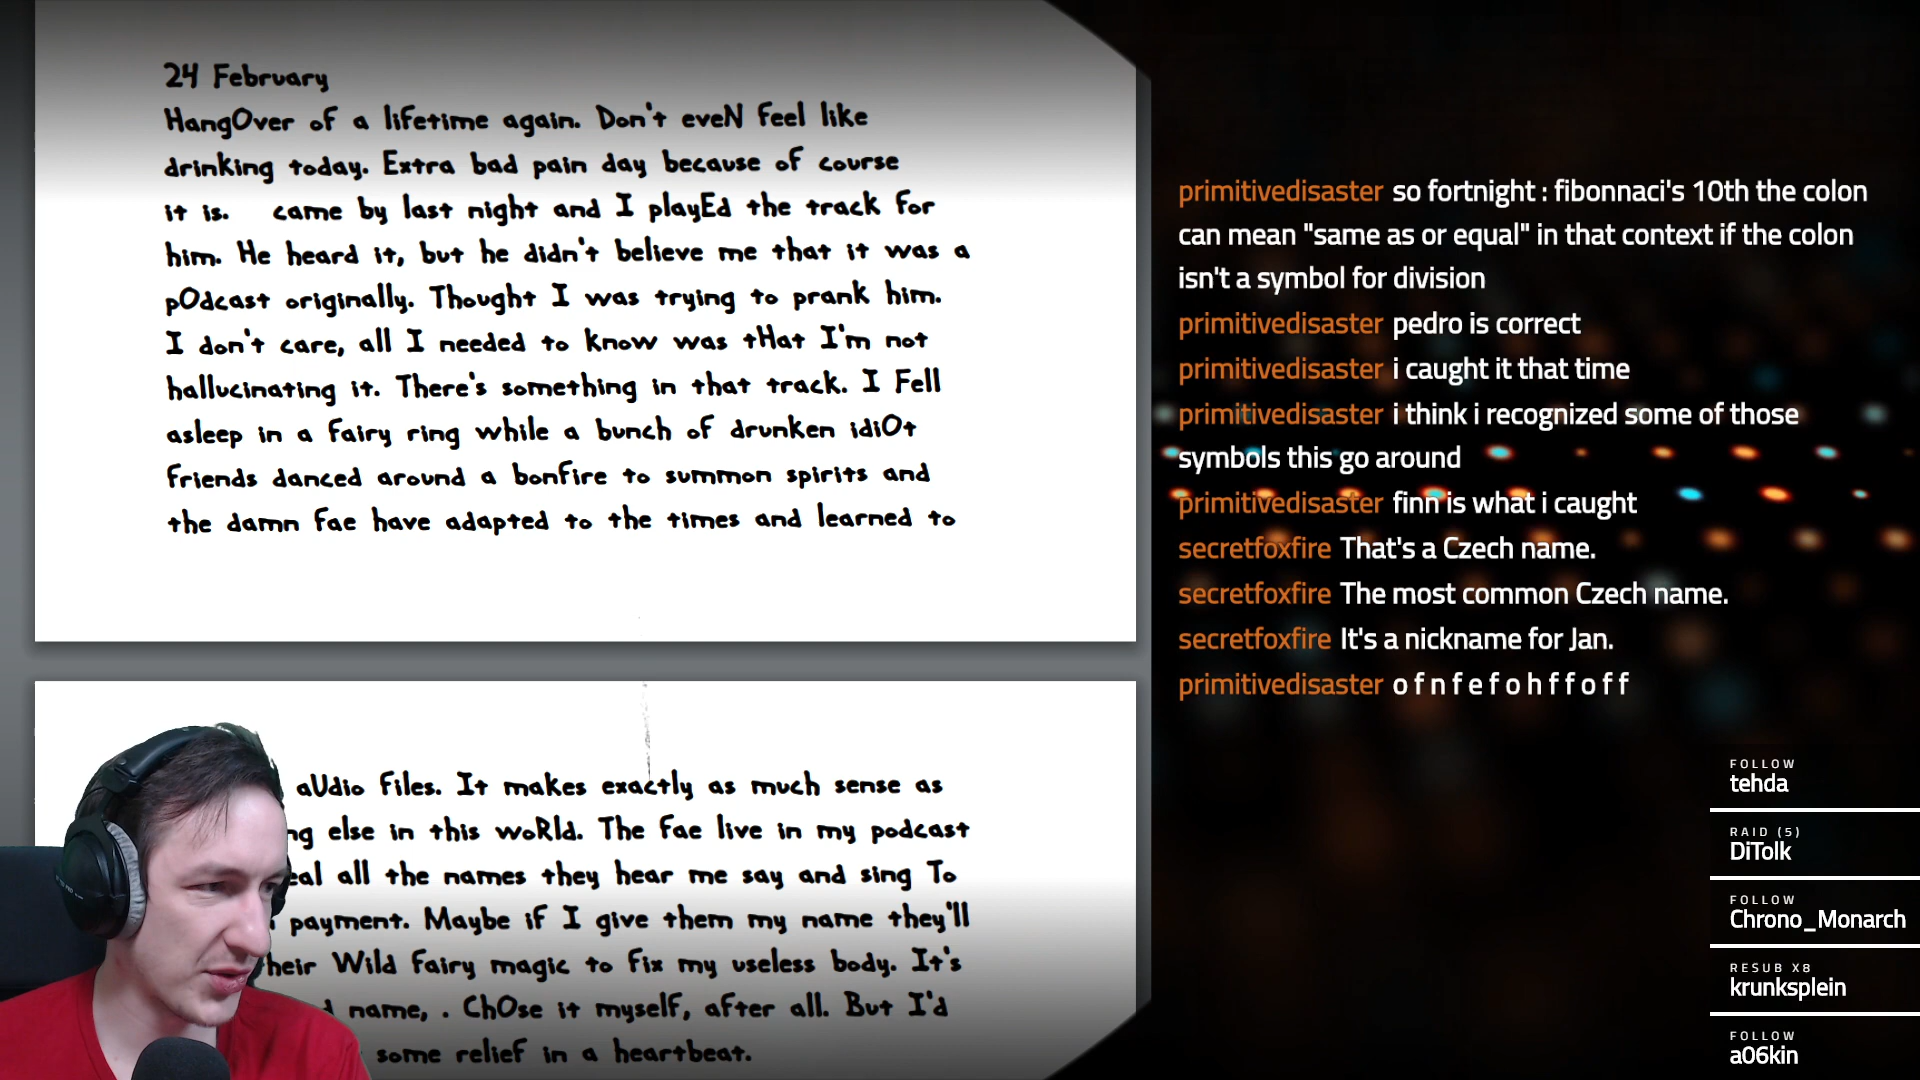 24 February
HangOver of a lifetime again. Don't eveN feel like
drinking today. Extra bad pain day because of course
it is. came by last night and I playEd the track for
him. He heard it, but he didn't believe me that it was a
pOdcast originally. Thought I was trying to prank him.
I don't care, all I needed to know was tHat I'm not
hallucinating it. There's something in that track. I Fell
asleep in a fairy ring while a bunch of drunken idiOt
friends danced around a bonfire to summon spirits and
the damn fae have adapted to the times and learned to
aUdio files. It makes exactly as much sense as
else in this woRld. The fae live in my podcast
all the names they hear me say and sing To
payment. Maybe if I give them my name they'll
Wild fairy magic to fix my useless body. It's
name, . ChOse it myself, after all. But I'd
some relief in a heartbeat.
primitivedisaster so fortnight : fibonnaci's 10th the colon
can mean "same as or equal" in that context if the colon
isn't a symbol for division
primitivedisaster pedro is correct
primitivedisaster i caught it that time
primitivedisaster i think i recognized some of those
symbols this go around
primitivedisaster finn is what i caught
secretfoxfire That's a Czech name.
secretfoxfire The most common Czech name.
secretfoxfire It's a nickname for Jan.
primitivedisaster o f n f e f o h f f o f f
FOLLOW
tehda
RAID (5)
DiTolk
FOLLOW
Chrono_Monarch
RESUB X8
krunksplein
FOLLOW
a06kin